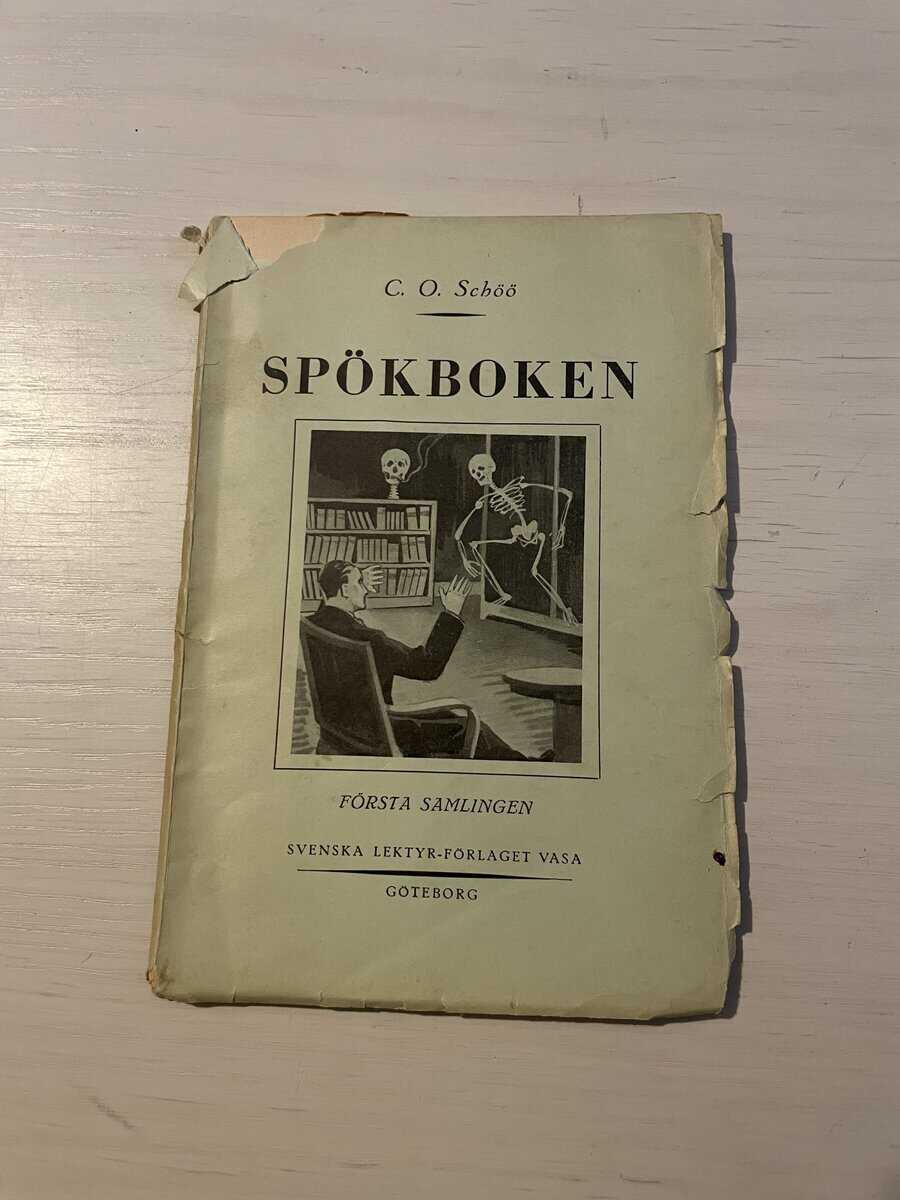 C. O. Schöö
SPÖKBOKEN
FÖRSTA SAMLINGEN
SVENSKA LEKTYR-FÖRLAGET VASA
GÖTEBORG